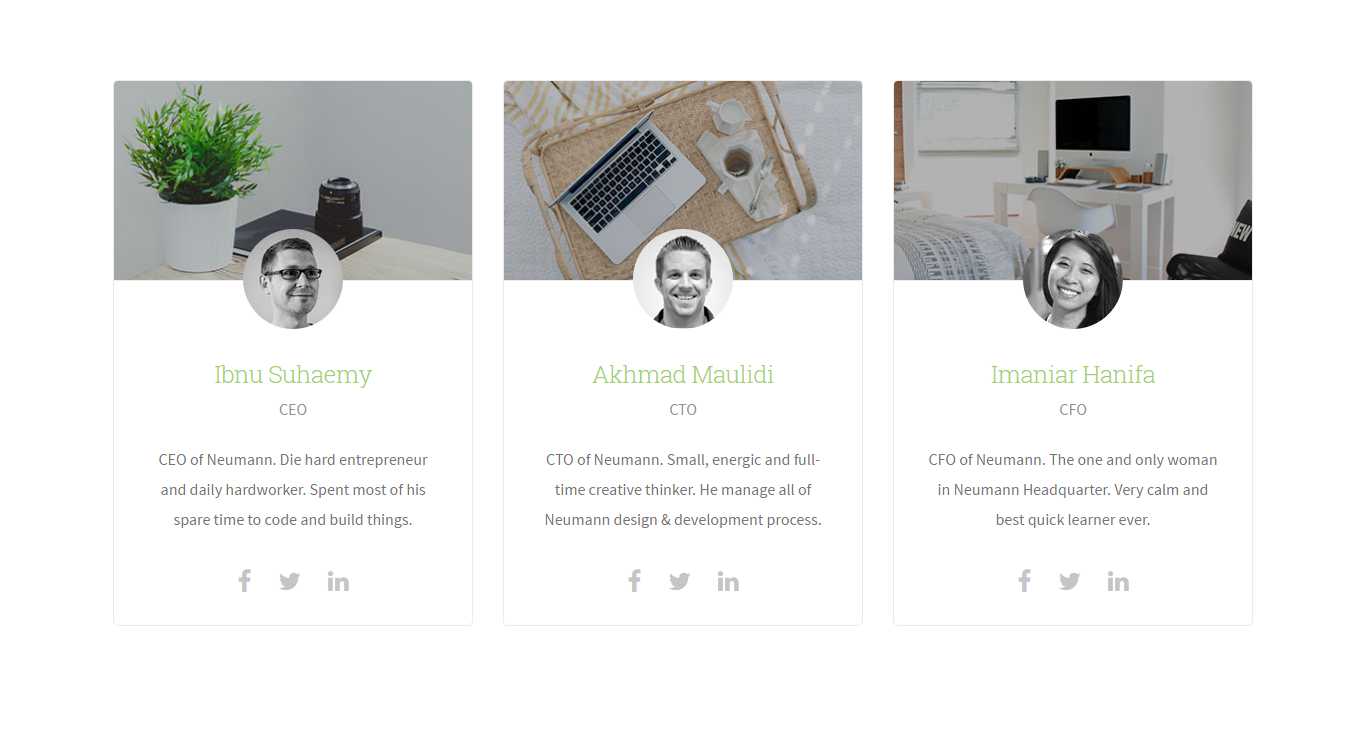 Ibnu Suhaemy
CEO
CEO of Neumann. Die hard entrepreneur
and daily hardworker. Spent most of his
spare time to code and build things.
Akhmad Maulidi
CTO
CTO of Neumann. Small, energic and full-
time creative thinker. He manage all of
Neumann design & development process.
Imaniar Hanifa
CFO
CFO of Neumann. The one and only woman
in Neumann Headquarter. Very calm and
best quick learner ever.